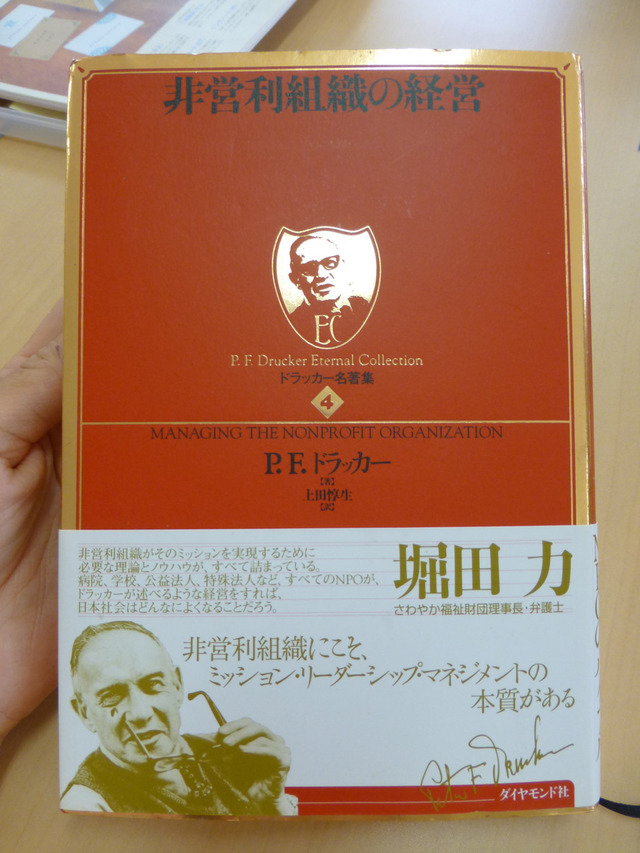 非営利組織の経営
EC
P. F. Drucker Eternal Collection
ドラッカー名著集
4
MANAGING THE NONPROFIT ORGANIZATION
P.F.ドラッカー
【著】
上田惇生
【訳】
非営利組織がそのミッションを実現するために
必要な理論とノウハウが、すべて詰まっている。
病院、学校、公益法人、特殊法人など、すべてのNPOが、
ドラッカーが述べるような経営をすれば、
日本社会はどんなによくなることだろう。
堀田 力
さわやか福祉財団理事長・弁護士
非営利組織にこそ、
ミッション・リーダーシップ・マネジメントの
本質がある
Peter F. Drucker
ダイヤモンド社